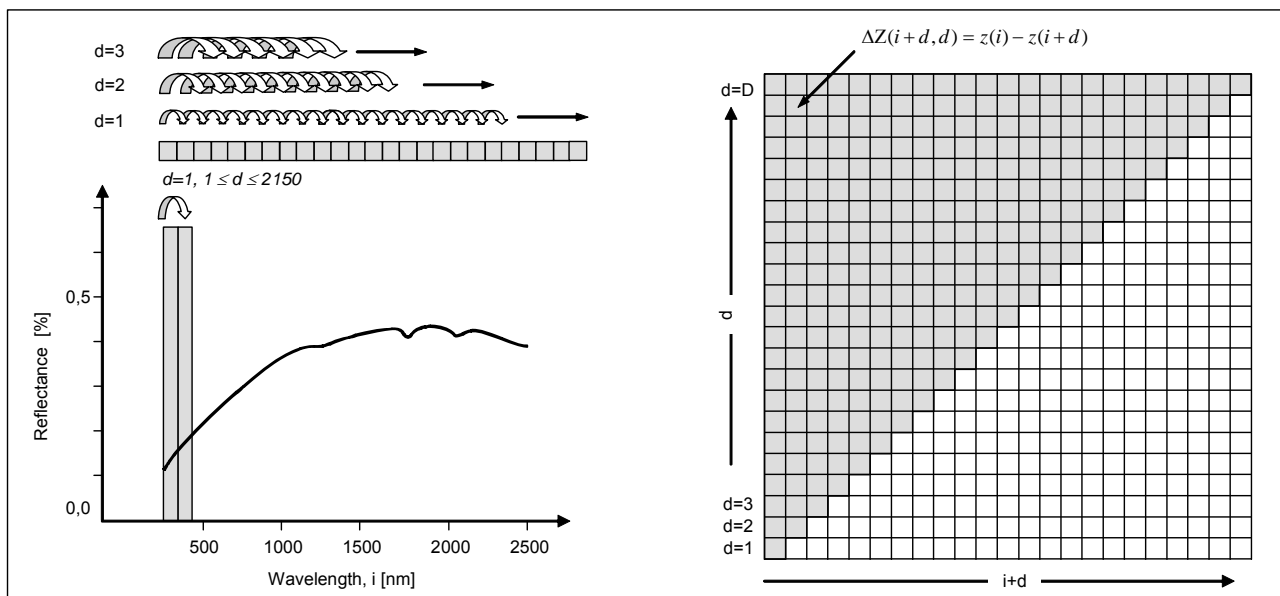 d=3
d=2
d=1
d=1, 1 ≤ d ≤ 2150
Reflectance [%]
0,5
0,0
500 1000 1500 2000 2500
Wavelength, i [nm]
ΔZ(i+d,d) = z(i) − z(i+d)
d=D
d
d=3
d=2
d=1
i+d